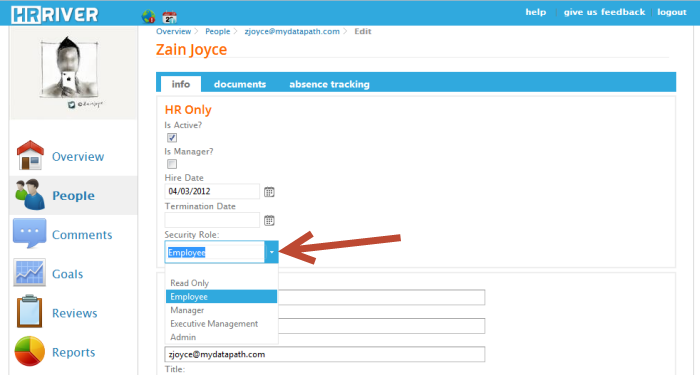 HRRIVER
help
give us feedback
logout
Overview > People > zjoyce@mydatapath.com > Edit
Zain Joyce
info
documents
absence tracking
HR Only
Is Active?
Is Manager?
Hire Date
04/03/2012
Termination Date
Security Role:
Employee
Read Only
Employee
Manager
Executive Management
Admin
zjoyce@mydatapath.com
Title:
Overview
People
Comments
Goals
Reviews
Reports